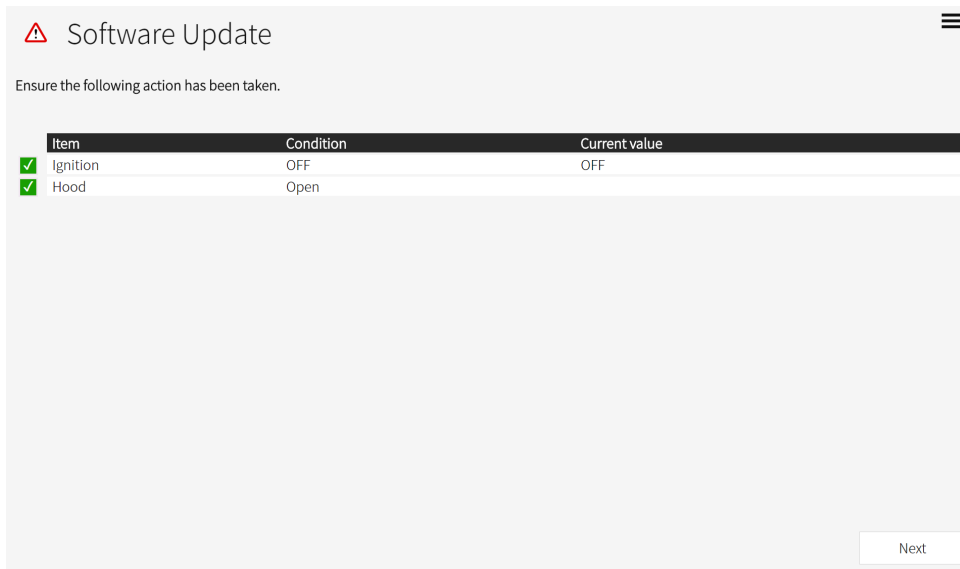 Software Update
Ensure the following action has been taken.
Item Condition Current value
Ignition OFF OFF
Hood Open
Next